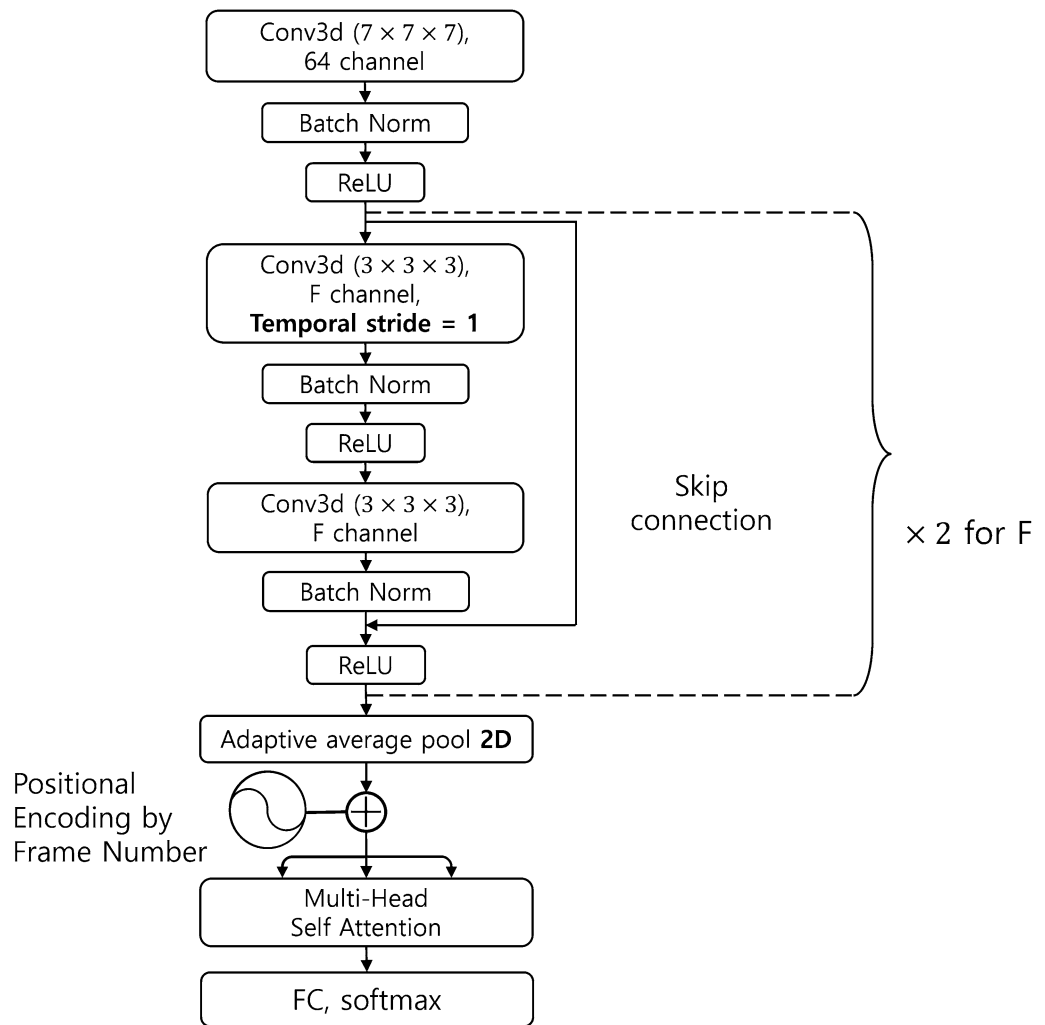 Conv3d (7 × 7 × 7),
64 channel
Batch Norm
ReLU
Conv3d (3 × 3 × 3),
F channel,
Temporal stride = 1
Batch Norm
ReLU
Conv3d (3 × 3 × 3),
F channel
Batch Norm
ReLU
Skip
connection
× 2 for F
Adaptive average pool 2D
Positional
Encoding by
Frame Number
Multi-Head
Self Attention
FC, softmax